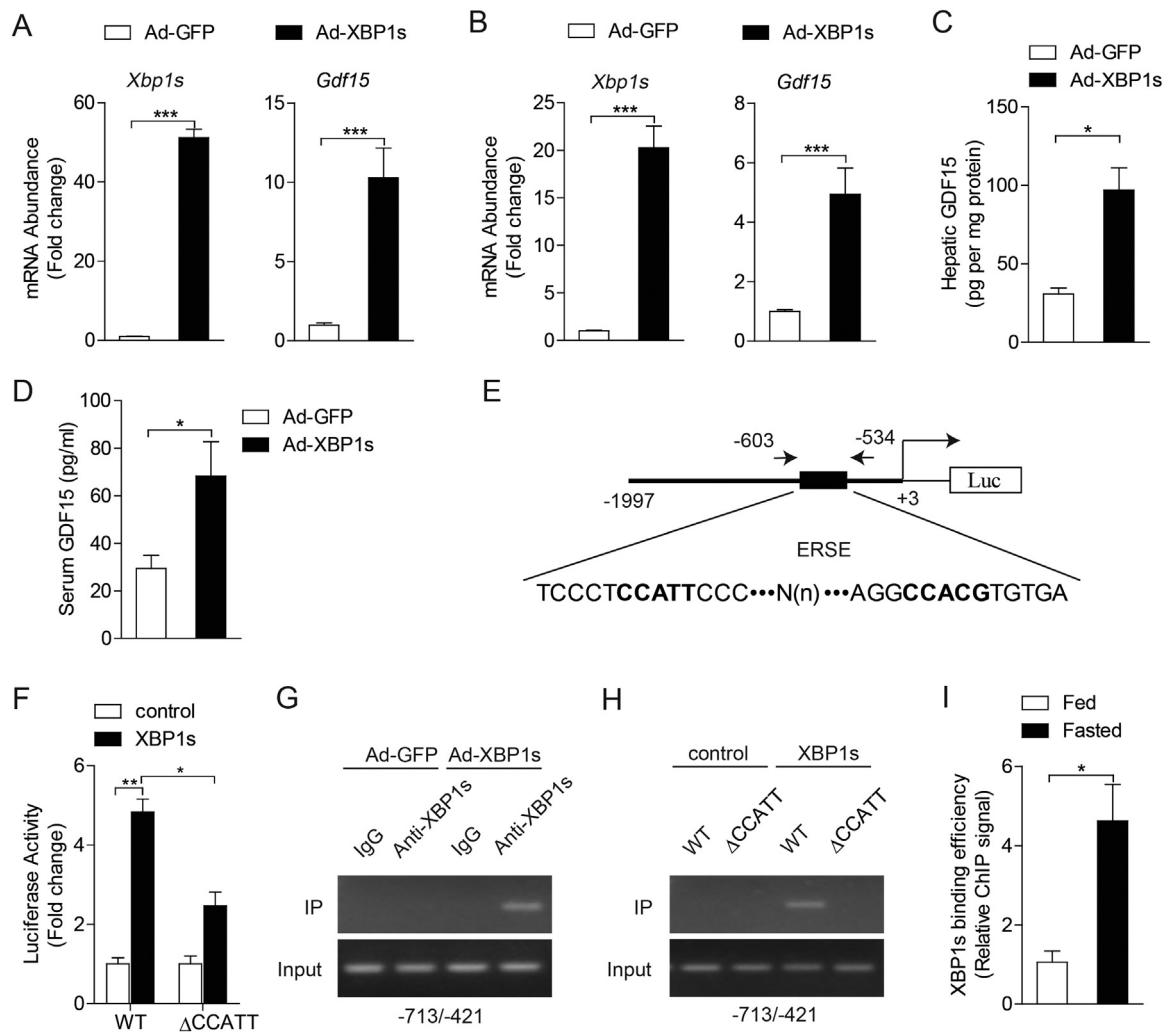 A
Ad-GFP
Ad-XBP1s
Xbp1s
Gdf15
mRNA Abundance
(Fold change)
60
40
20
0
***
15
10
5
0
***
B
Ad-GFP
Ad-XBP1s
Xbp1s
Gdf15
mRNA Abundance
(Fold change)
25
20
15
10
5
0
***
8
6
4
2
0
***
C
Ad-GFP
Ad-XBP1s
Hepatic GDF15
(pg per mg protein)
150
100
50
0
*
D
Ad-GFP
Ad-XBP1s
Serum GDF15 (pg/ml)
100
80
60
40
20
0
*
E
-603
-534
-1997
+3
Luc
ERSE
TCCCTCCATTCCC•••N(n)•••AGGCCACGTGTGA
F
control
XBP1s
Luciferase Activity
(Fold change)
6
4
2
0
**
*
WT
ΔCCATT
G
Ad-GFP
Ad-XBP1s
IgG
Anti-XBP1s
IgG
Anti-XBP1s
IP
Input
-713/-421
H
control
XBP1s
WT
ΔCCATT
WT
ΔCCATT
IP
Input
-713/-421
I
Fed
Fasted
XBP1s binding efficiency
(Relative ChIP signal)
6
4
2
0
*